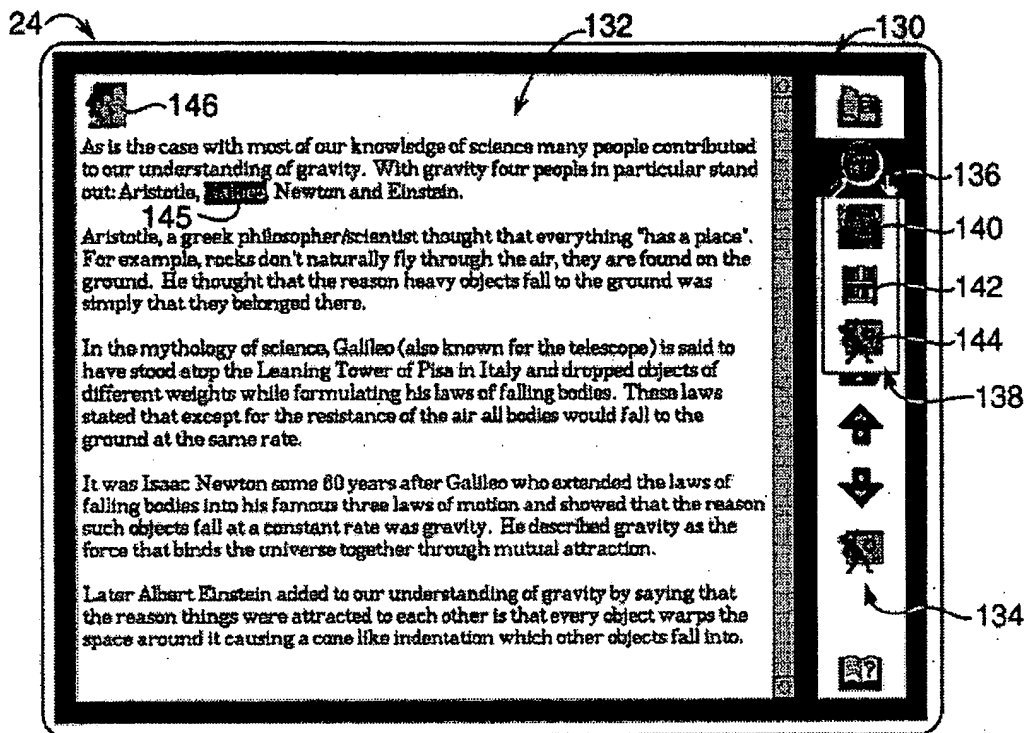 24
132
130
146
As is the case with most of our knowledge of science many people contributed
to our understanding of gravity. With gravity four people in particular stand
out: Aristotle, Newton and Einstein.
136
145
140
Aristotle, a greek philosopher/scientist thought that everything "has a place".
For example, rocks don't naturally fly through the air, they are found on the
ground. He thought that the reason heavy objects fall to the ground was
simply that they belonged there.
142
144
In the mythology of science, Galileo (also known for the telescope) is said to
have stood atop the Leaning Tower of Pisa in Italy and dropped objects of
different weights while formulating his laws of falling bodies. These laws
stated that except for the resistance of the air all bodies would fall to the
ground at the same rate.
138
It was Isaac Newton some 60 years after Galileo who extended the laws of
falling bodies into his famous three laws of motion and showed that the reason
such objects fall at a constant rate was gravity. He described gravity as the
force that binds the universe together through mutual attraction.
Later Albert Einstein added to our understanding of gravity by saying that
the reason things were attracted to each other is that every object warps the
space around it causing a cone like indentation which other objects fall into.
134
?